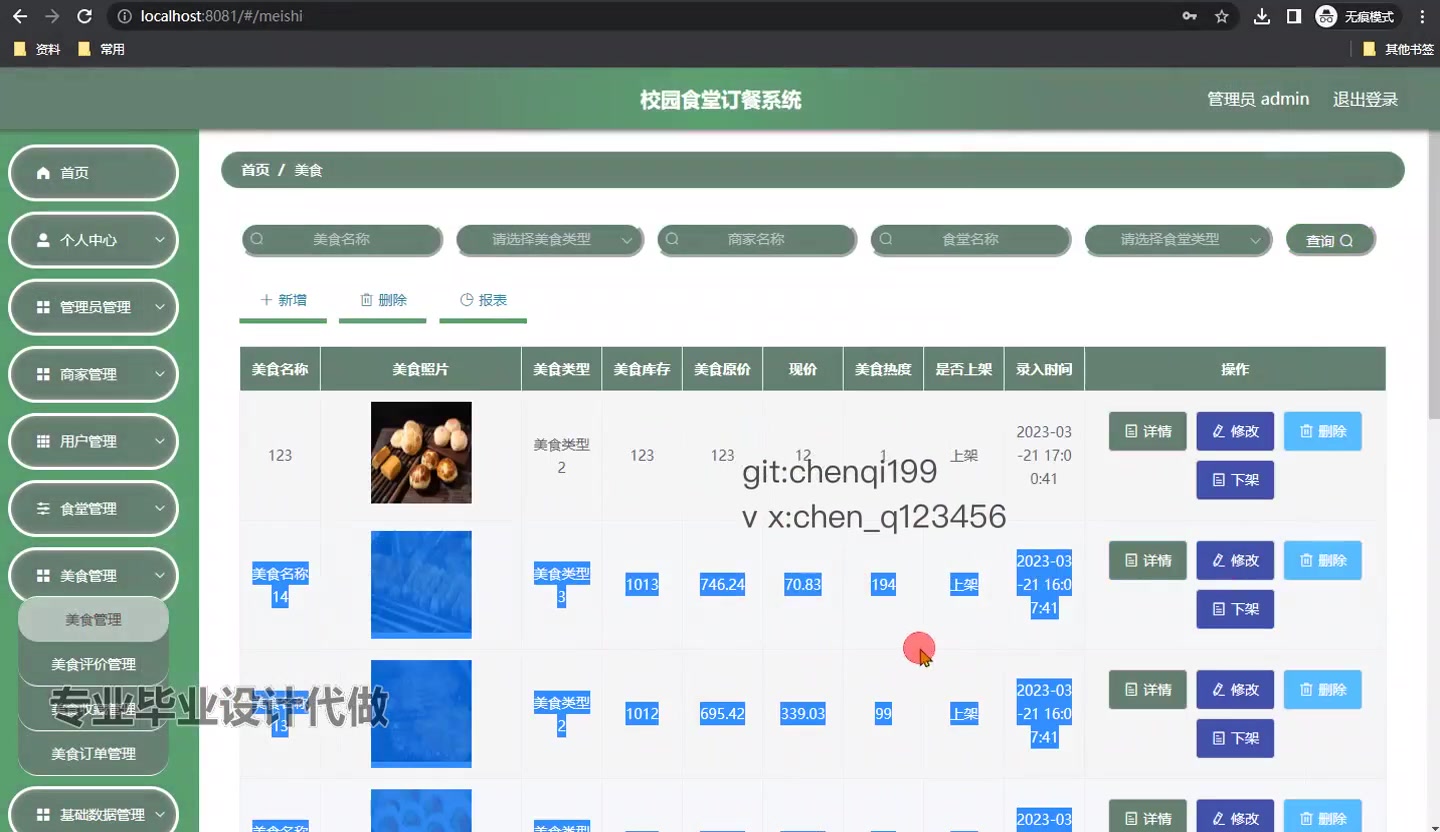 localhost:8081/#/meishi
无痕模式
资料
常用
其他书签
校园食堂订餐系统
管理员 admin
退出登录
首页
个人中心
管理员管理
商家管理
用户管理
食堂管理
美食管理
美食管理
美食评价管理
美食订单管理
基础数据管理
首页 / 美食
美食名称
请选择美食类型
商家名称
食堂名称
请选择食堂类型
查询
新增
删除
报表
美食名称 美食照片 美食类型 美食库存 美食原价 现价 美食热度 是否上架 录入时间 操作
123 美食类型2 123 123 12 1 上架 2023-03-21 17:00:41 详情 修改 删除 下架
git:chenqi199
v x:chen_q123456
美食名称14 美食类型3 1013 746.24 70.83 194 上架 2023-03-21 16:07:41 详情 修改 删除 下架
13 美食类型2 1012 695.42 339.03 99 上架 2023-03-21 16:07:41 详情 修改 删除 下架
专业毕业设计代做
美食名称 美食类型 2023-03 详情 修改 删除